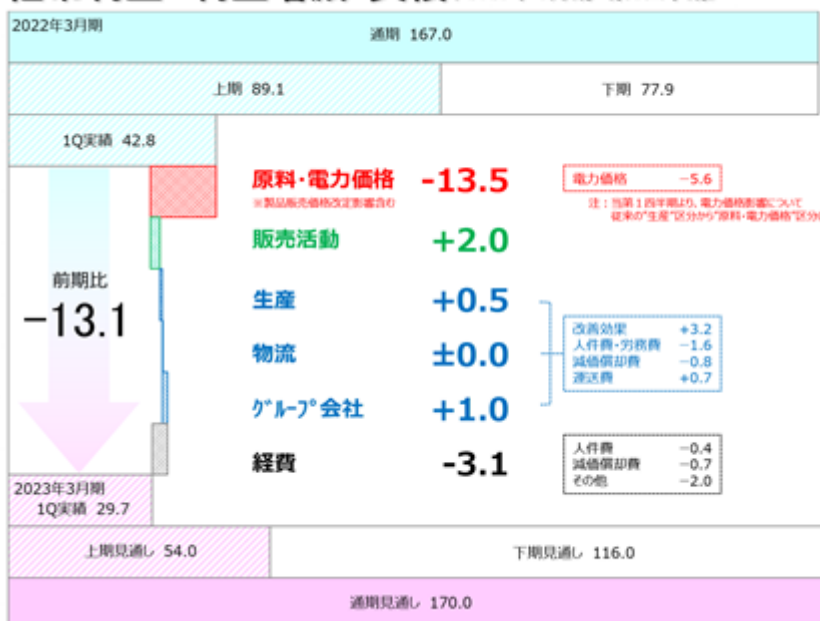 2022年3月期
通期 167.0
上期 89.1
下期 77.9
1Q実績 42.8
原料・電力価格 -13.5
※製品販売価格改定影響含む
電力価格 -5.6
注：当第1四半期より、電力価格影響について
従来の"生産"区分から"原料・電力価格"区分
販売活動 +2.0
前期比
-13.1
生産 +0.5
物流 ±0.0
グループ会社 +1.0
改善効果 +3.2
人件費・労務費 -1.6
減価償却費 -0.8
運送費 +0.7
経費 -3.1
人件費 -0.4
減価償却費 -0.7
その他 -2.0
2023年3月期
1Q実績 29.7
上期見通し 54.0
下期見通し 116.0
通期見通し 170.0